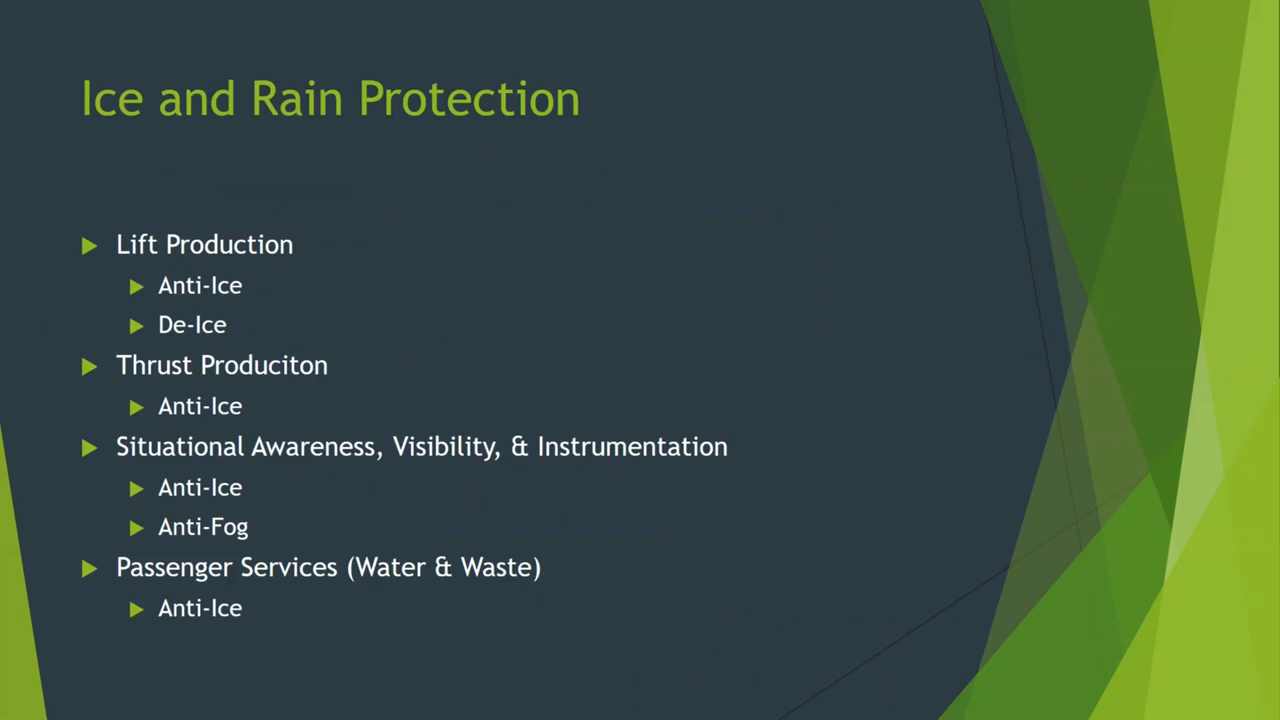 Ice and Rain Protection
Lift Production
Anti-Ice
De-Ice
Thrust Produciton
Anti-Ice
Situational Awareness, Visibility, & Instrumentation
Anti-Ice
Anti-Fog
Passenger Services (Water & Waste)
Anti-Ice